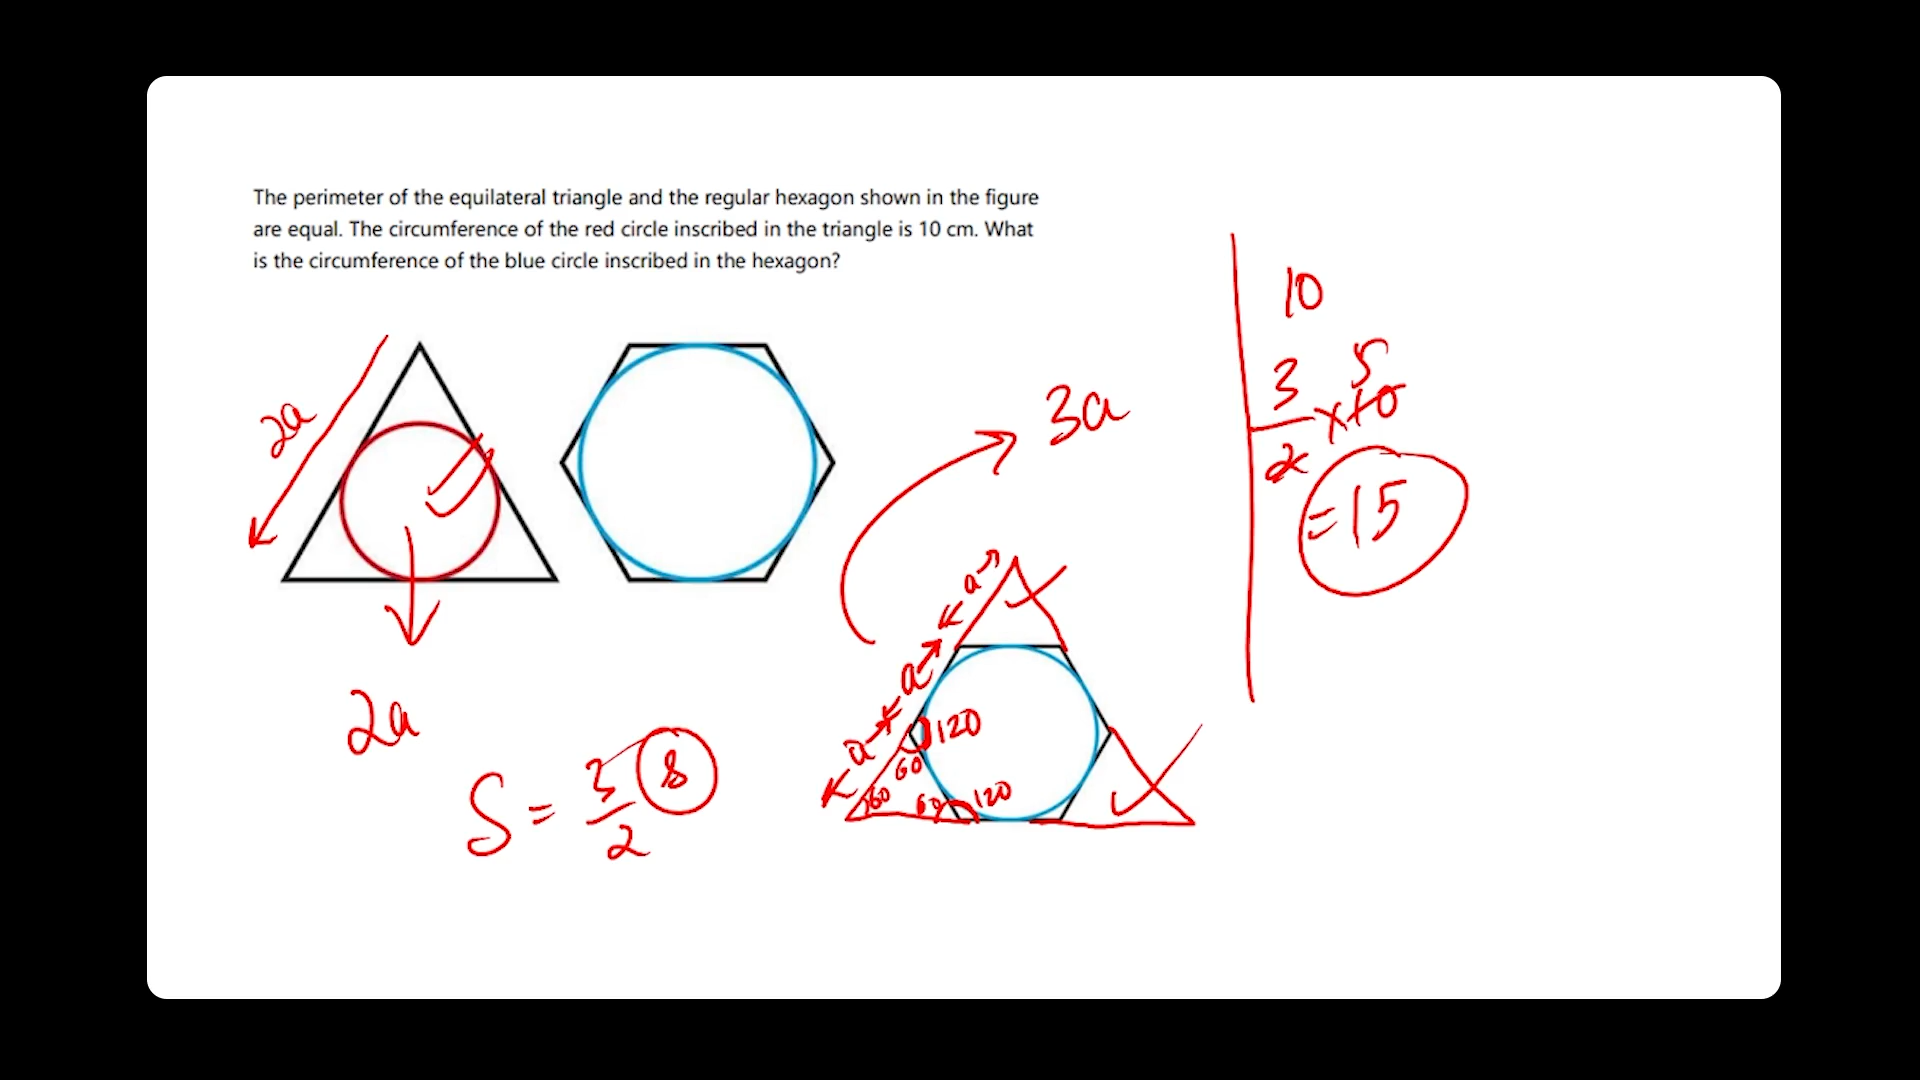 The perimeter of the equilateral triangle and the regular hexagon shown in the figure
are equal. The circumference of the red circle inscribed in the triangle is 10 cm. What
is the circumference of the blue circle inscribed in the hexagon?
2a
2a
S = 3/2 8
3a
a
a
a
120
60
60
60
120
10
3/2 x 10
5
= 15